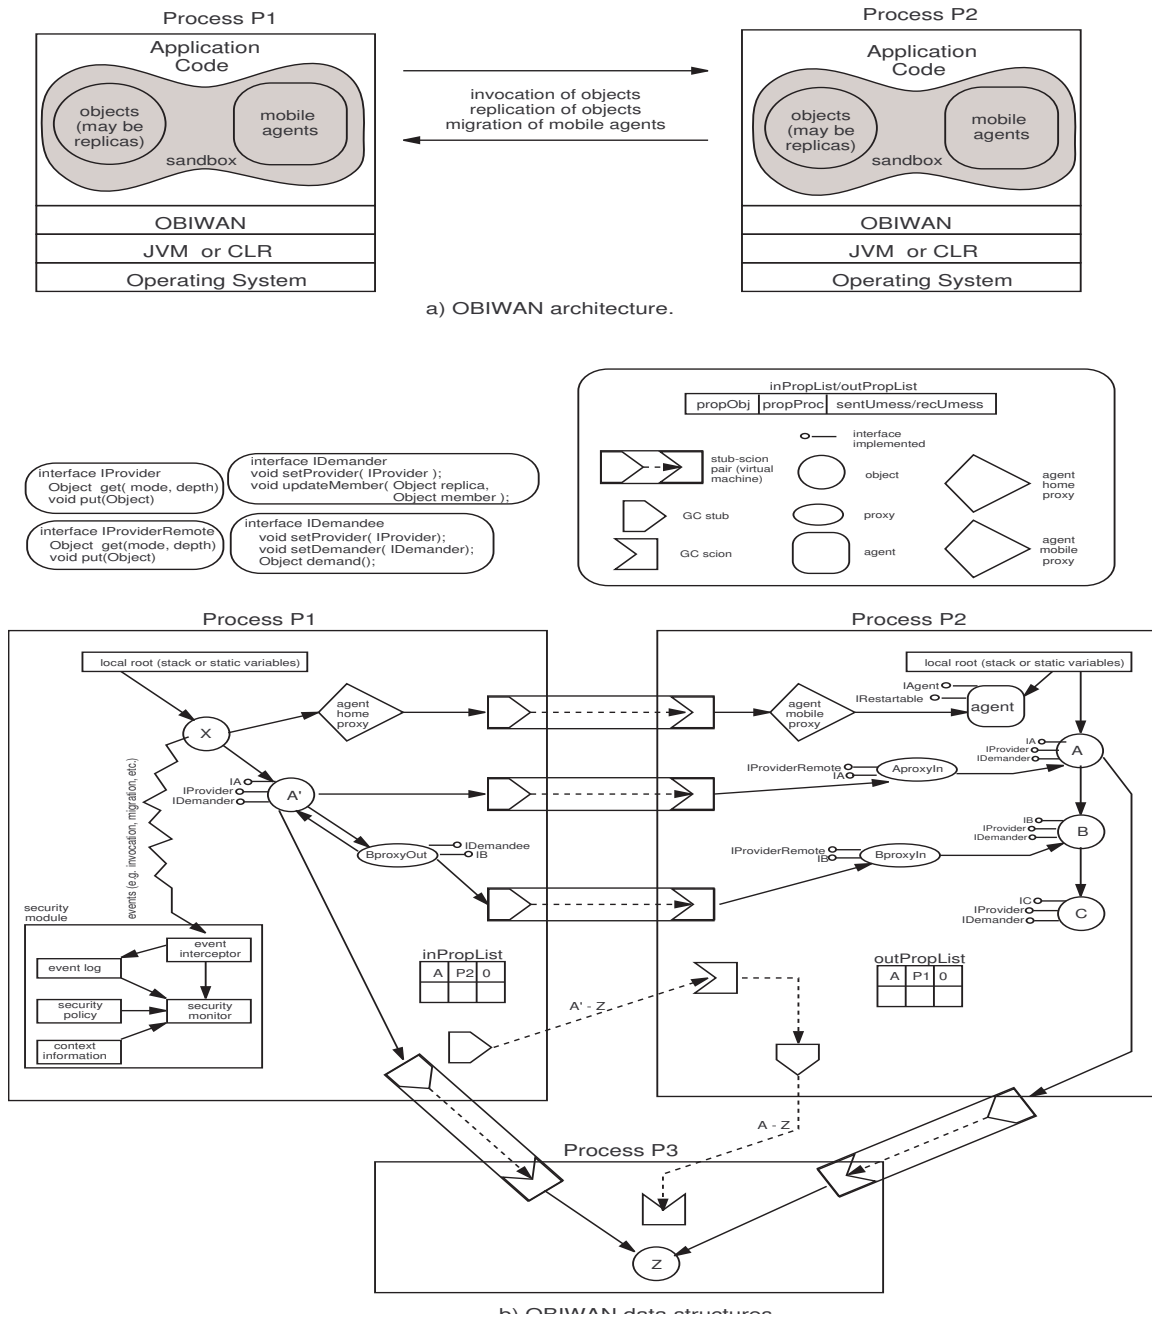 Process P1
Process P2
Application
Code
objects
(may be
replicas)
mobile
agents
sandbox
OBIWAN
JVM or CLR
Operating System
invocation of objects
replication of objects
migration of mobile agents
Application
Code
objects
(may be
replicas)
mobile
agents
sandbox
OBIWAN
JVM or CLR
Operating System
a) OBIWAN architecture.
interface IProvider
Object get( mode, depth)
void put(Object)
interface IDemander
void setProvider( IProvider );
void updateMember( Object replica,
Object member );
interface IProviderRemote
Object get(mode, depth)
void put(Object)
interface IDemandee
void setProvider( IProvider);
void setDemander( IDemander);
Object demand();
inPropList/outPropList
propObj propProc sentUmess/recUmess
stub-scion
pair (virtual
machine)
GC stub
GC scion
interface
implemented
object
proxy
agent
agent
home
proxy
agent
mobile
proxy
Process P1
local root (stack or static variables)
X
agent
home
proxy
IA
IProvider
IDemander
A'
BproxyOut
IDemandee
IB
events (e.g. invocation, migration, etc.)
security
module
event
interceptor
event log
security
policy
security
monitor
context
information
inPropList
A P2 0
Process P2
local root (stack or static variables)
IAgent
IRestartable
agent
agent
mobile
proxy
IA
IProvider
IDemander
A
IProviderRemote
IA
AproxyIn
IB
IProvider
IDemander
B
IProviderRemote
IB
BproxyIn
IC
IProvider
IDemander
C
outPropList
A P1 0
A' - Z
A - Z
Process P3
Z
b) OBIWAN data structures